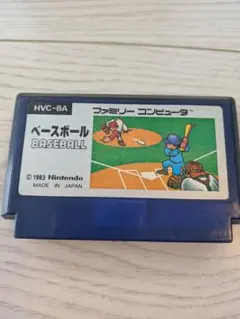 HVC-BA
ファミリー コンピュータ
ベースボール
BASEBALL
© 1983 Nintendo
MADE IN JAPAN